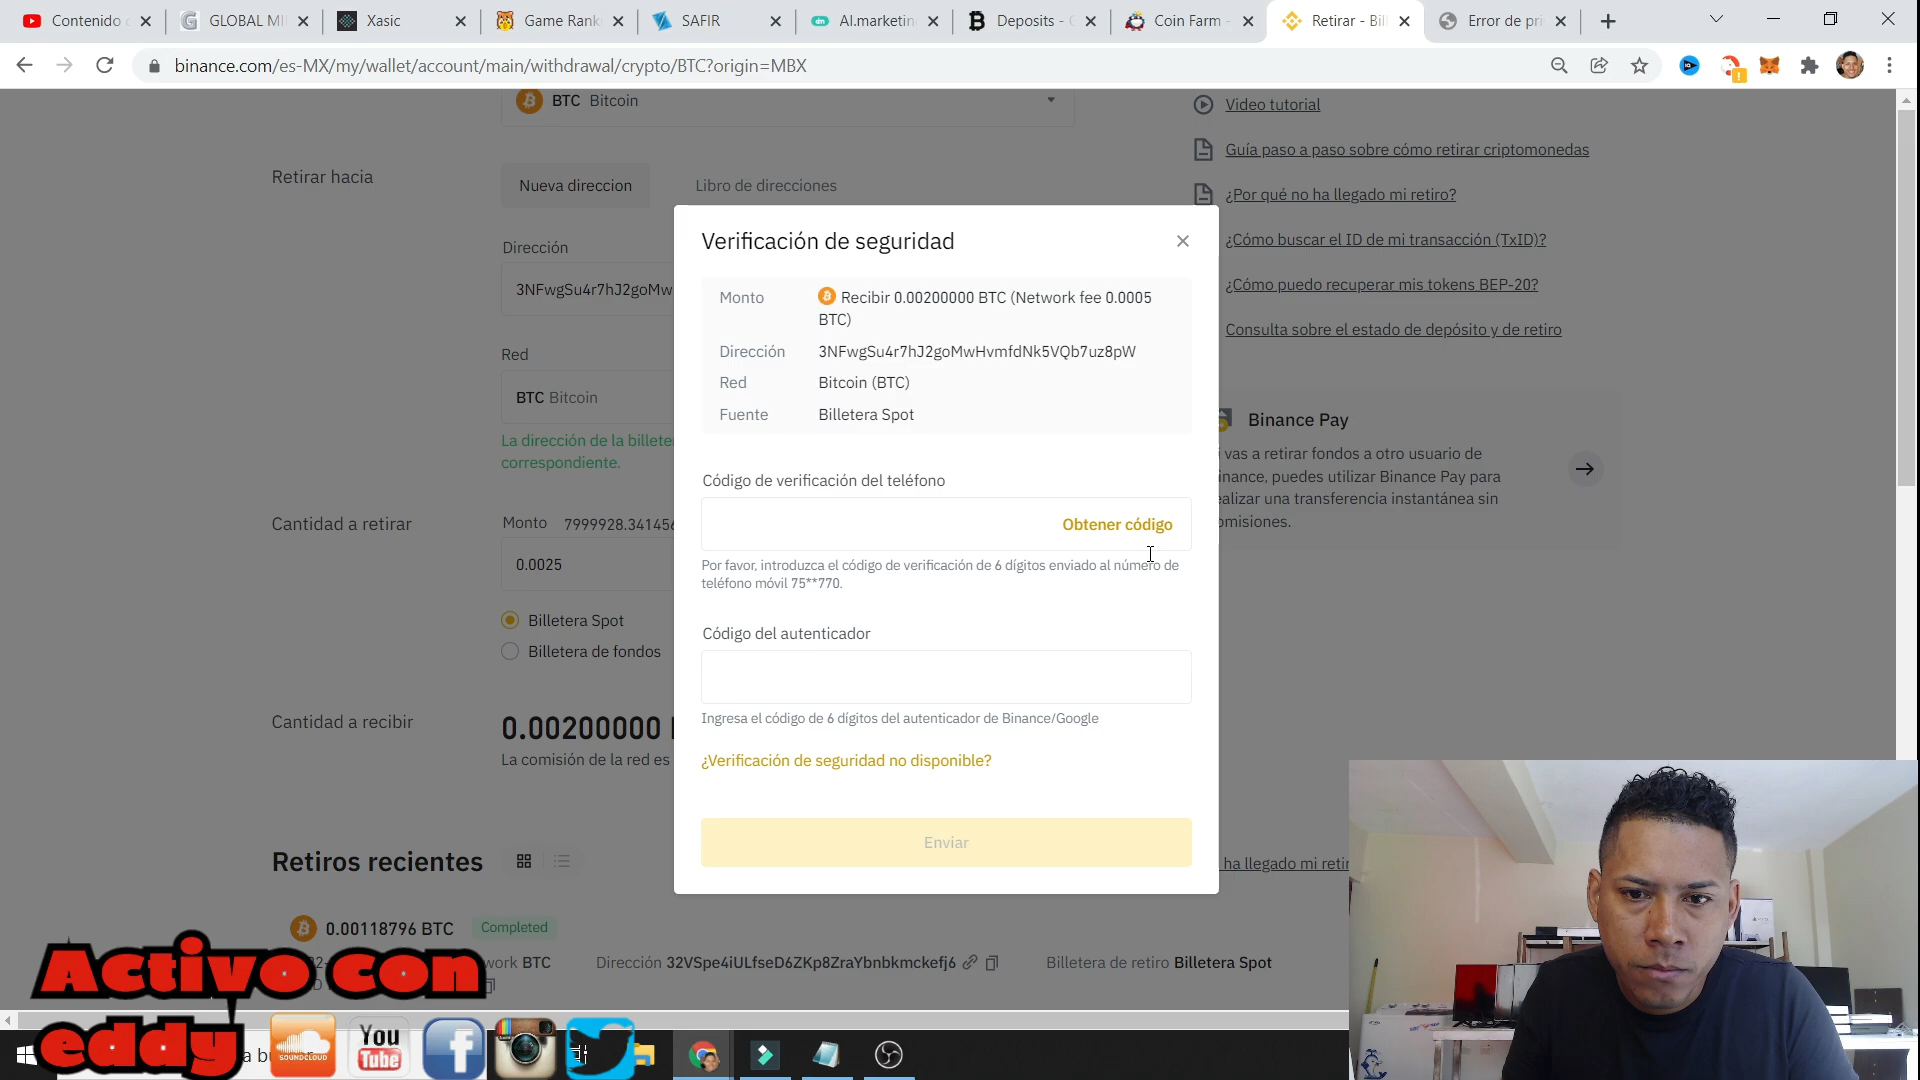 Contenido
GLOBAL MI
Xasic
Game Rank
SAFIR
AI.marketin
Deposits -
Coin Farm -
Retirar - Bi
Error de pri
binance.com/es-MX/my/wallet/account/main/withdrawal/crypto/BTC?origin=MBX
BTC Bitcoin
Video tutorial
Guía paso a paso sobre cómo retirar criptomonedas
¿Por qué no ha llegado mi retiro?
¿Cómo buscar el ID de mi transacción (TxID)?
¿Cómo puedo recuperar mis tokens BEP-20?
Consulta sobre el estado de depósito y de retiro
Retirar hacia
Nueva direccion
Libro de direcciones
Dirección
3NFwgSu4r7hJ2goMw
Red
BTC Bitcoin
La dirección de la billete
correspondiente.
Cantidad a retirar
Monto 7999928.34145
0.0025
Billetera Spot
Billetera de fondos
Cantidad a recibir
0.00200000
La comisión de la red es
Verificación de seguridad
Monto
Recibir 0.00200000 BTC (Network fee 0.0005
BTC)
Dirección
3NFwgSu4r7hJ2goMwHvmfdNk5VQb7uz8pW
Red
Bitcoin (BTC)
Fuente
Billetera Spot
Código de verificación del teléfono
Obtener código
Por favor, introduzca el código de verificación de 6 dígitos enviado al número de
teléfono móvil 75**770.
Código del autenticador
Ingresa el código de 6 dígitos del autenticador de Binance/Google
¿Verificación de seguridad no disponible?
Enviar
Binance Pay
vas a retirar fondos a otro usuario de
inance, puedes utilizar Binance Pay para
ealizar una transferencia instantánea sin
omisiones.
Retiros recientes
ha llegado mi retir
0.00118796 BTC
Completed
work BTC
Dirección 32VSpe4iULfseD6ZKp8ZraYbnbkmckefj6
Billetera de retiro Billetera Spot
Activo con
eddy
SOUNDCLOUD
You
Tube